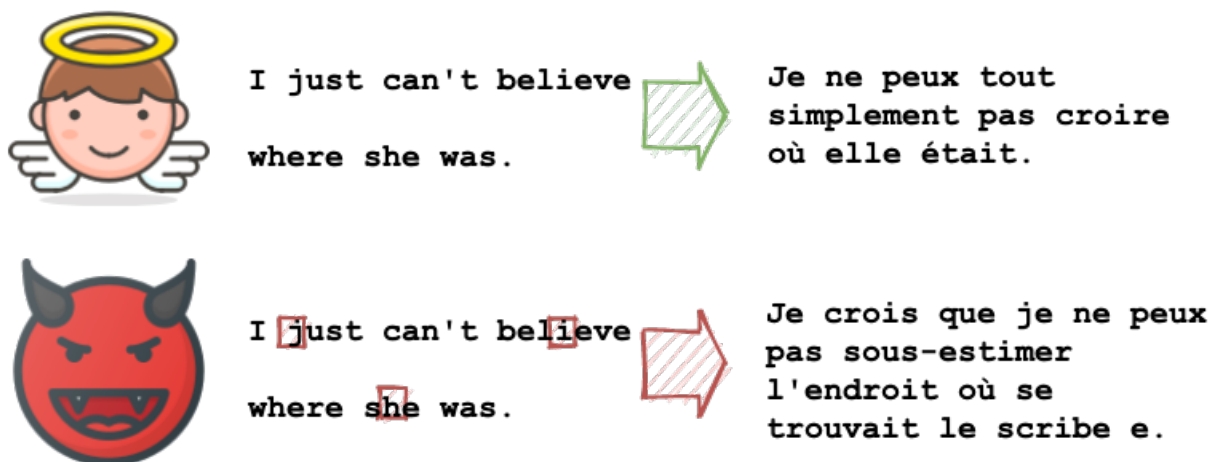 I just can't believe
where she was.
Je ne peux tout
simplement pas croire
où elle était.
I just can't believe
where she was.
Je crois que je ne peux
pas sous-estimer
l'endroit où se
trouvait le scribe e.